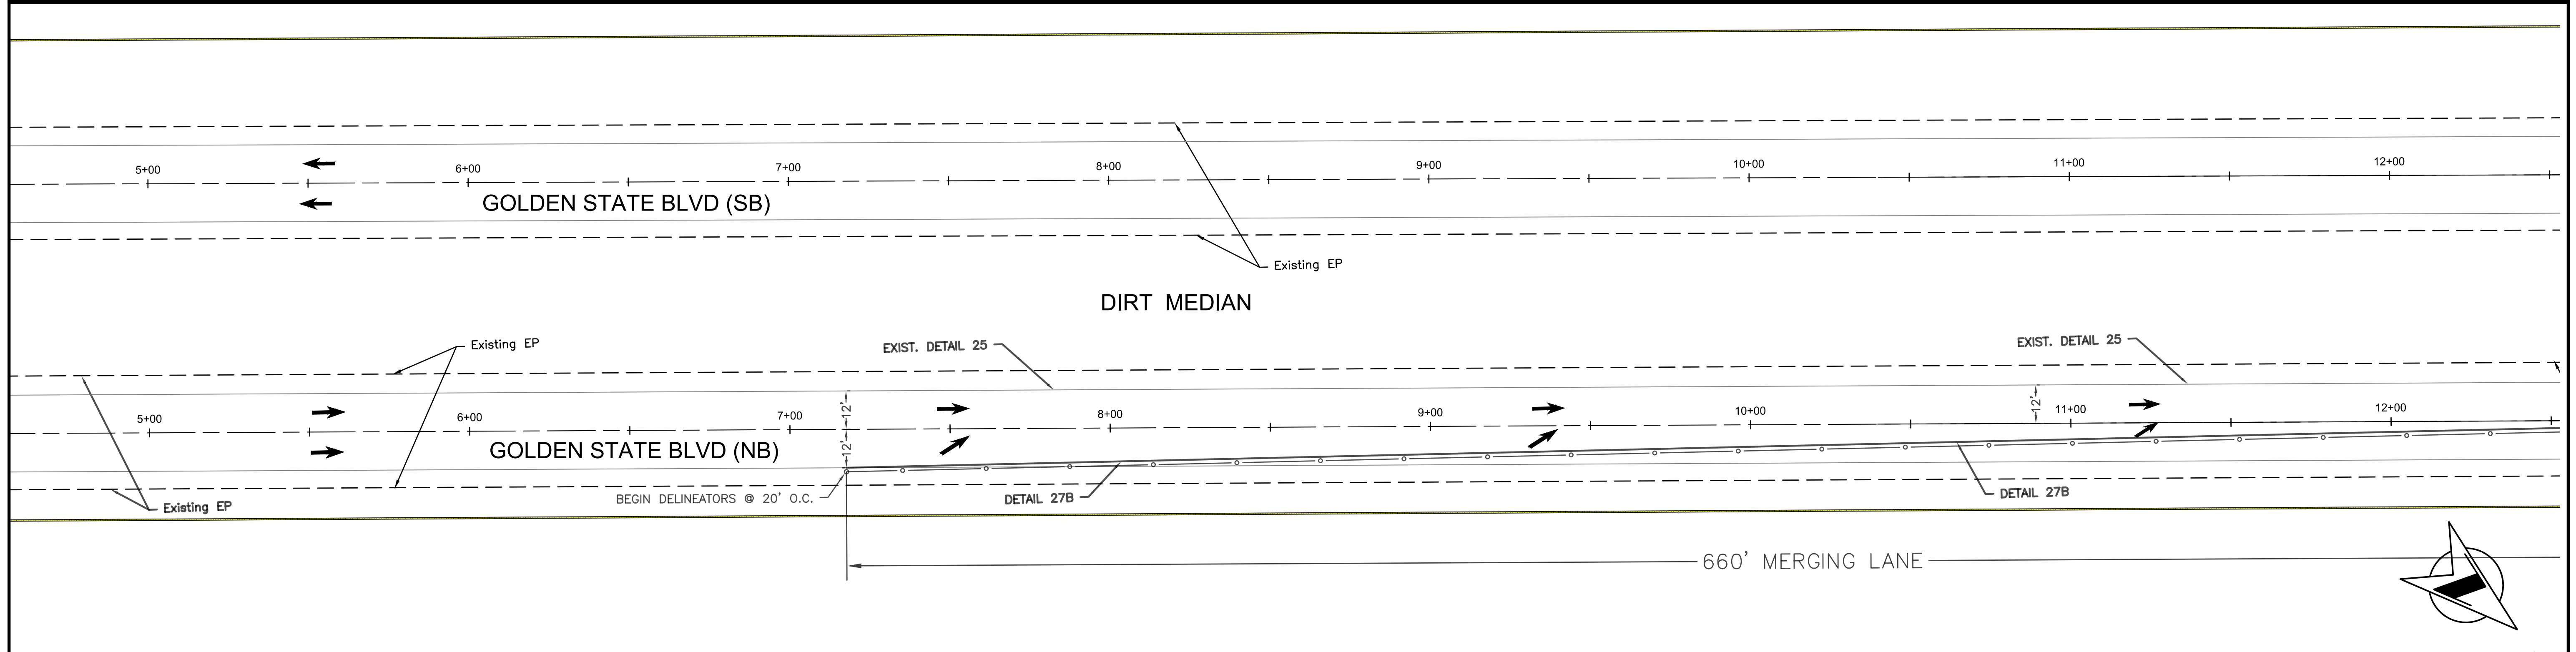 5+00
6+00
7+00
8+00
9+00
10+00
11+00
12+00
GOLDEN STATE BLVD (SB)
Existing EP
DIRT MEDIAN
Existing EP
EXIST. DETAIL 25
EXIST. DETAIL 25
5+00
6+00
7+00
12'
8+00
9+00
10+00
12'
11+00
12+00
GOLDEN STATE BLVD (NB)
12'
BEGIN DELINEATORS @ 20' O.C.
DETAIL 27B
DETAIL 27B
Existing EP
660' MERGING LANE